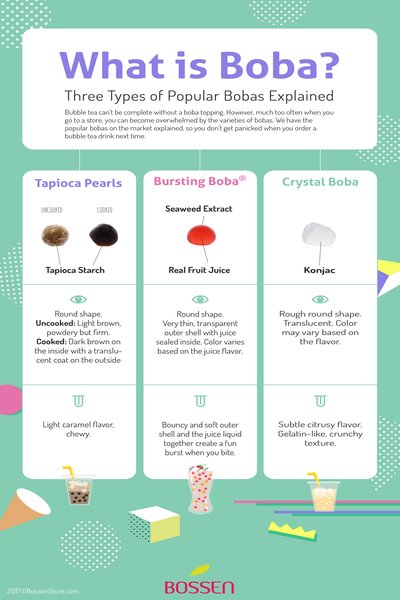 What is Boba?
Three Types of Popular Bobas Explained
Bubble tea can't be complete without a boba topping. However, much too often when you
go to a store, you can become overwhelmed by the varieties of bobas. We have the
popular bobas on the market explained, so you don't get panicked when you order a
bubble tea drink next time.
Tapioca Pearls
UNCOOKED COOKED
Tapioca Starch
Round shape.
Uncooked: Light brown,
powdery but firm.
Cooked: Dark brown on
the inside with a translu-
cent coat on the outside
Light caramel flavor,
chewy.
Bursting Boba®
Seaweed Extract
Real Fruit Juice
Round shape.
Very thin, transparent
outer shell with juice
sealed inside. Color varies
based on the juice flavor.
Bouncy and soft outer
shell and the juice liquid
together create a fun
burst when you bite.
Crystal Boba
Konjac
Rough round shape.
Translucent. Color
may vary based on
the flavor.
Subtle citrusy flavor.
Gelatin-like, crunchy
texture.
2017©BossenStore.com
BOSSEN